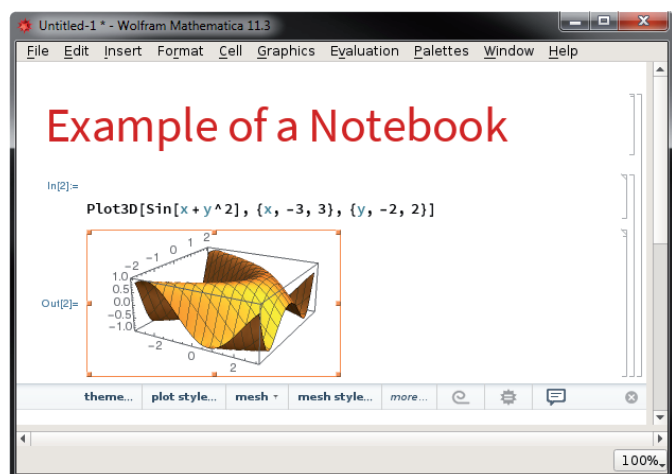 Untitled-1 * - Wolfram Mathematica 11.3
File Edit Insert Format Cell Graphics Evaluation Palettes Window Help
Example of a Notebook
In[2]:=
Plot3D[Sin[x + y ^ 2], {x, -3, 3}, {y, -2, 2}]
-2 -1 0 1 2
1.0
0.5
0.0
-0.5
-1.0
Out[2]=
-2 0 2
theme... plot style... mesh mesh style... more...
100%